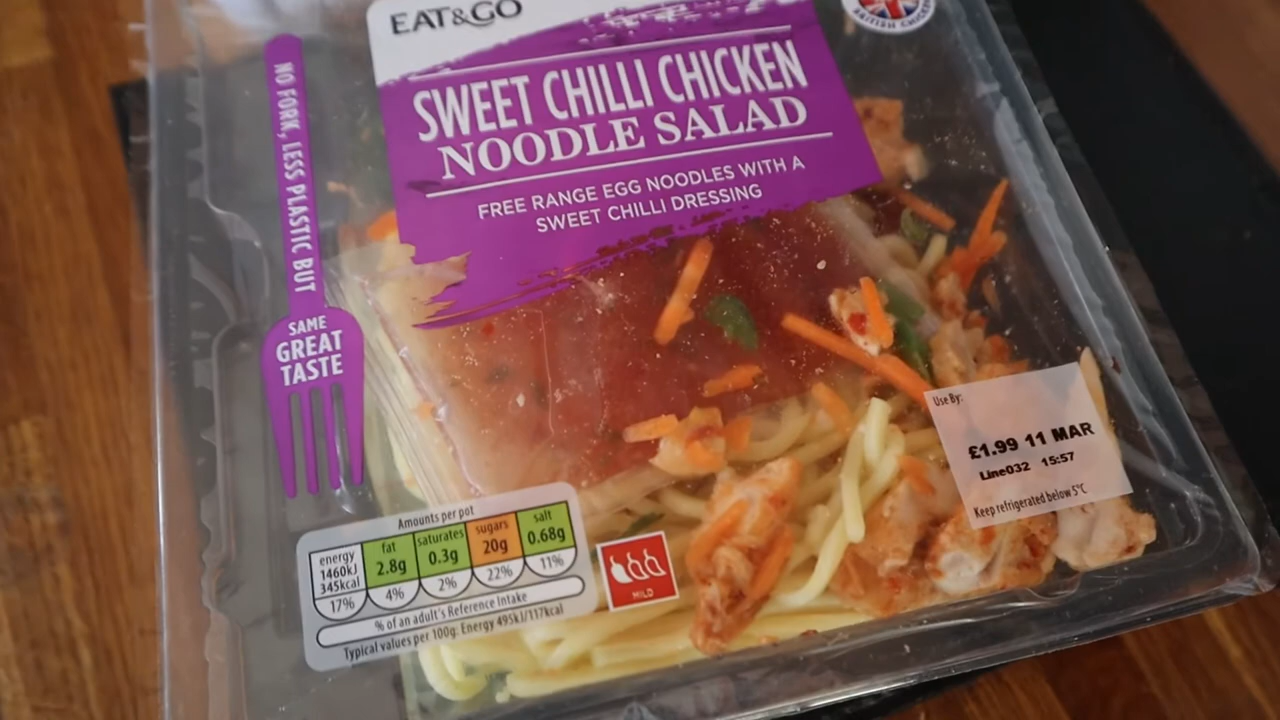 EAT&GO
BRITISH CHICKEN
SWEET CHILLI CHICKEN
NOODLE SALAD
FREE RANGE EGG NOODLES WITH A
SWEET CHILLI DRESSING
NO FORK, LESS PLASTIC BUT
SAME
GREAT
TASTE
Use By:
£1.99 11 MAR
Line032 15:57
Keep refrigerated below 5°C
Amounts per pot
energy
1460kJ
345kcal
17%
fat
2.8g
4%
saturates
0.3g
2%
sugars
20g
22%
salt
0.68g
11%
% of an adult's Reference Intake
Typical values per 100g: Energy 495kJ/117kcal
MILD